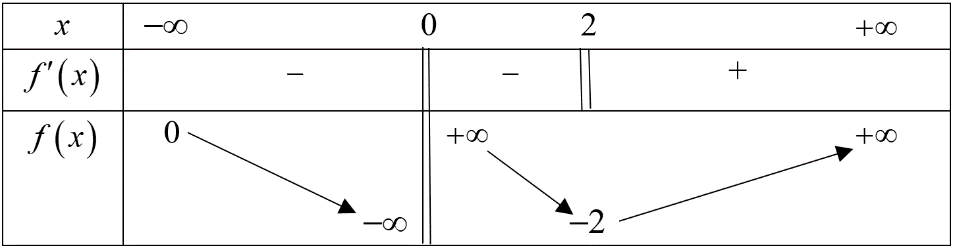 x −∞ 0 2 +∞
f′(x) − − +
f(x) 0 +∞ +∞
−∞ −2